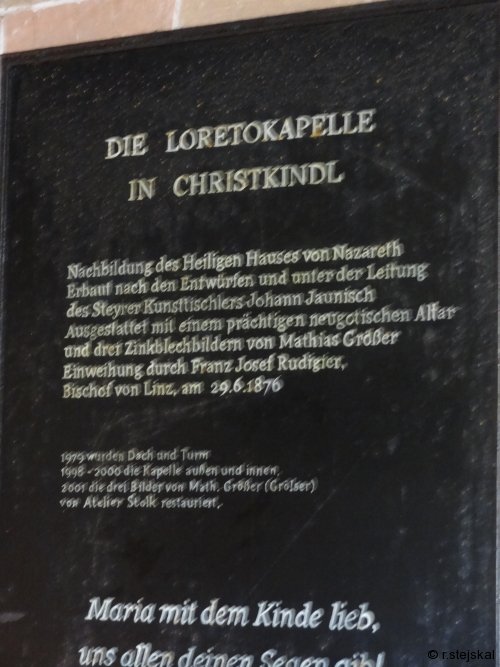 DIE LORETOKAPELLE
IN CHRISTKINDL
Nachbildung des Heiligen Hauses von Nazareth
Erbaut nach den Entwürfen und unter der Leitung
des Steyrer Kunsttischlers Johann Jaunisch
Ausgestattet mit einem prächtigen neugotischen Altar
und drei Zinkblechbildern von Mathias Größer
Einweihung durch Franz Josef Rudigier,
Bischof von Linz, am 29.6.1876
1979 wurden Dach und Turm
1998-2000 die Kapelle außen und innen,
2001 die drei Bilder von Math. Größer (Grölser)
von Atelier Stolk restauriert.
Maria mit dem Kinde lieb,
uns allen deinen Segen gib!
© r.stejskal